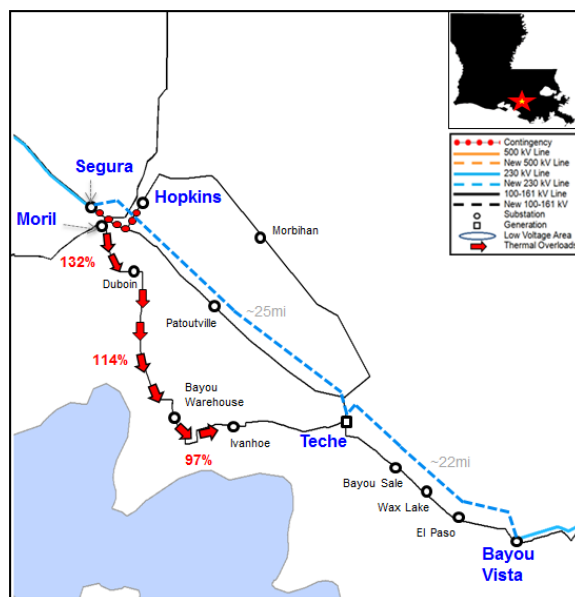 Segura
Hopkins
Moril
132%
Duboin
Morbihan
~25mi
Patoutville
114%
Bayou
Warehouse
Ivanhoe
97%
Teche
~22mi
Bayou Sale
Wax Lake
El Paso
Bayou
Vista
Contingency
500 kV Line
New 500 kV Line
230 kV Line
New 230 kV Line
100-161 kV Line
New 100-161 kV
Substation
Generation
Low Voltage Area
Thermal Overloads